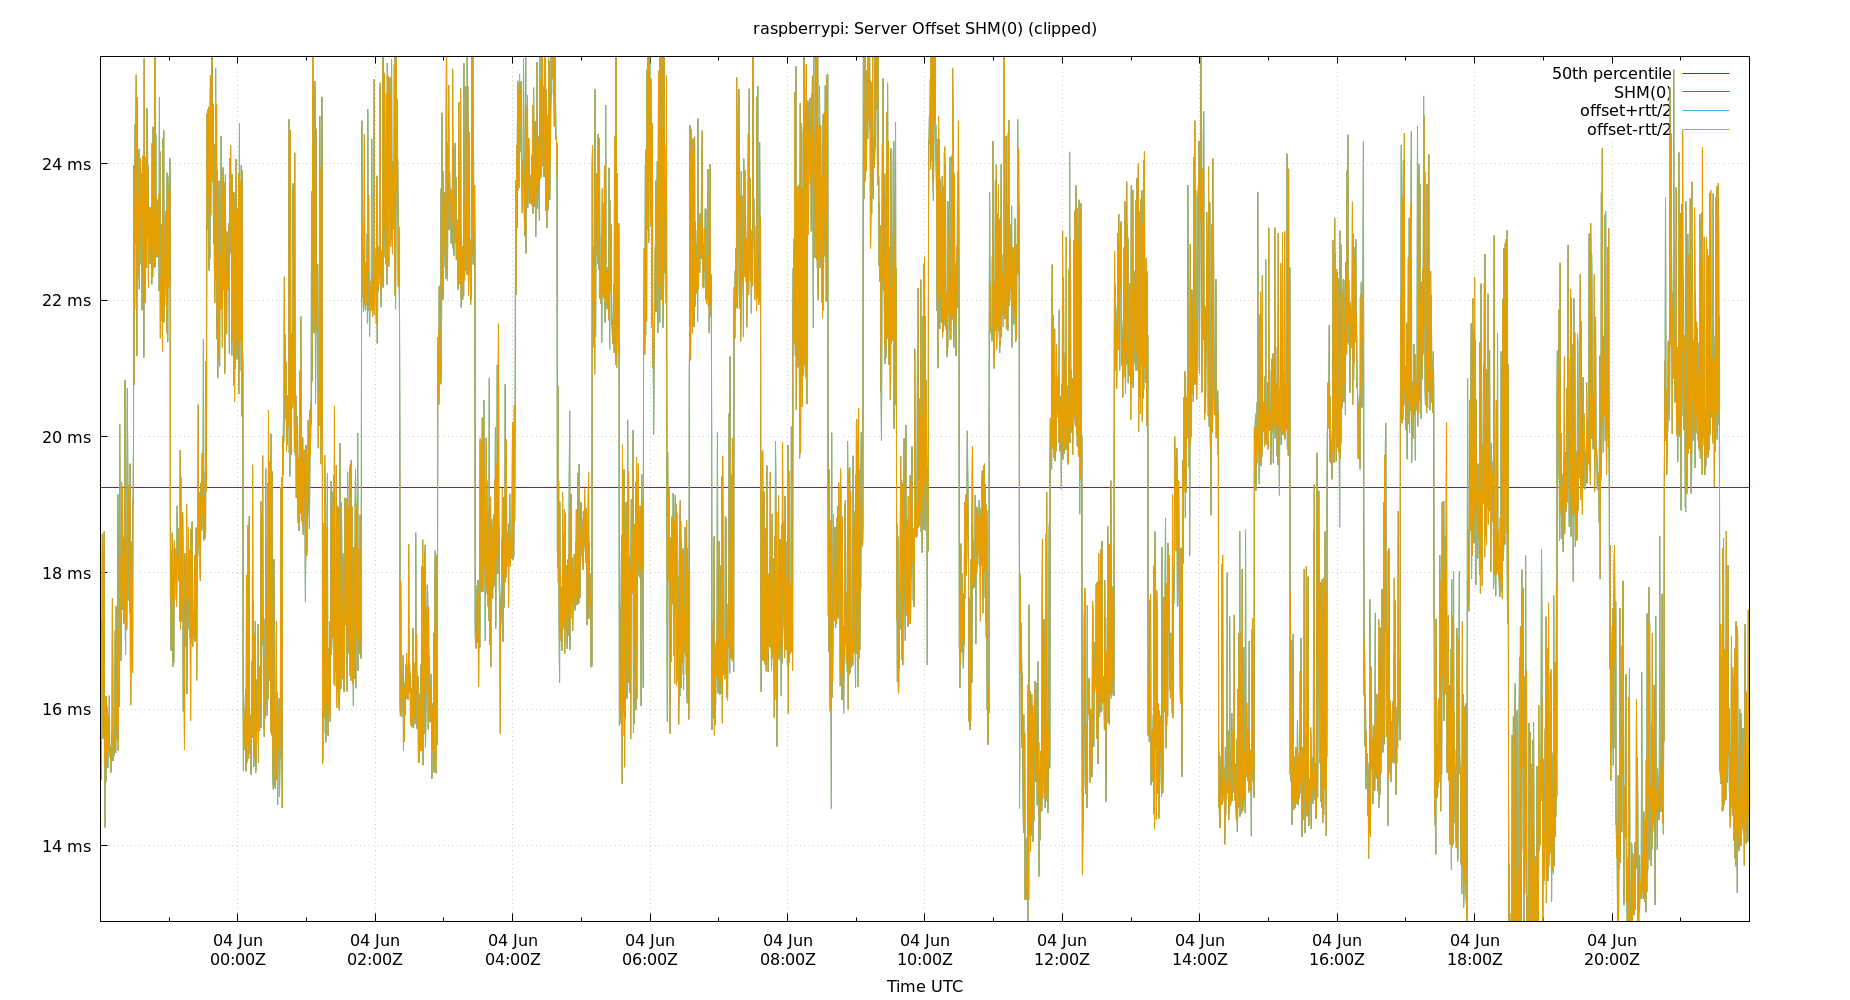 raspberrypi: Server Offset SHM(0) (clipped)
50th percentile
SHM(0)
offset+rtt/2
offset-rtt/2
24 ms
22 ms
20 ms
18 ms
16 ms
14 ms
04 Jun 04 Jun 04 Jun 04 Jun 04 Jun 04 Jun 04 Jun 04 Jun 04 Jun 04 Jun 04 Jun
00:00Z 02:00Z 04:00Z 06:00Z 08:00Z 10:00Z 12:00Z 14:00Z 16:00Z 18:00Z 20:00Z
Time UTC